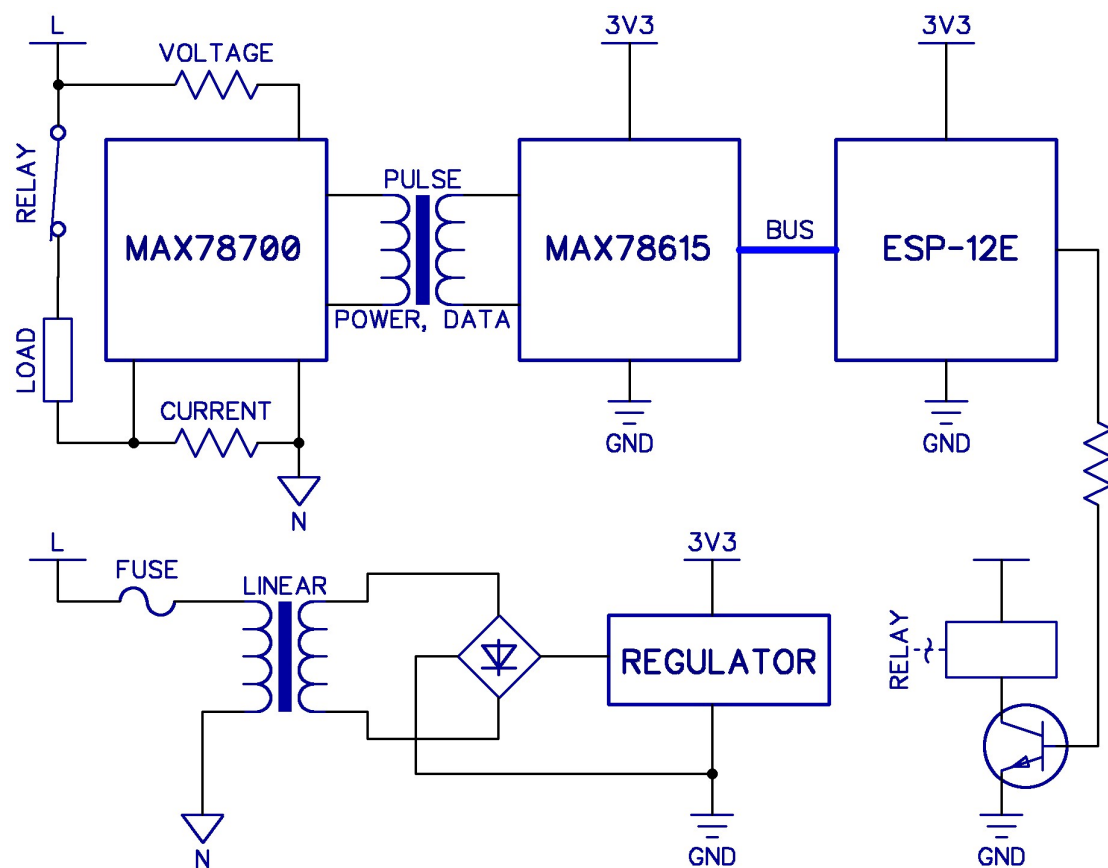 L
VOLTAGE
3V3
3V3
RELAY
MAX78700
PULSE
POWER, DATA
MAX78615
BUS
ESP-12E
LOAD
CURRENT
N
GND
GND
L
FUSE
LINEAR
3V3
REGULATOR
RELAY
N
GND
GND